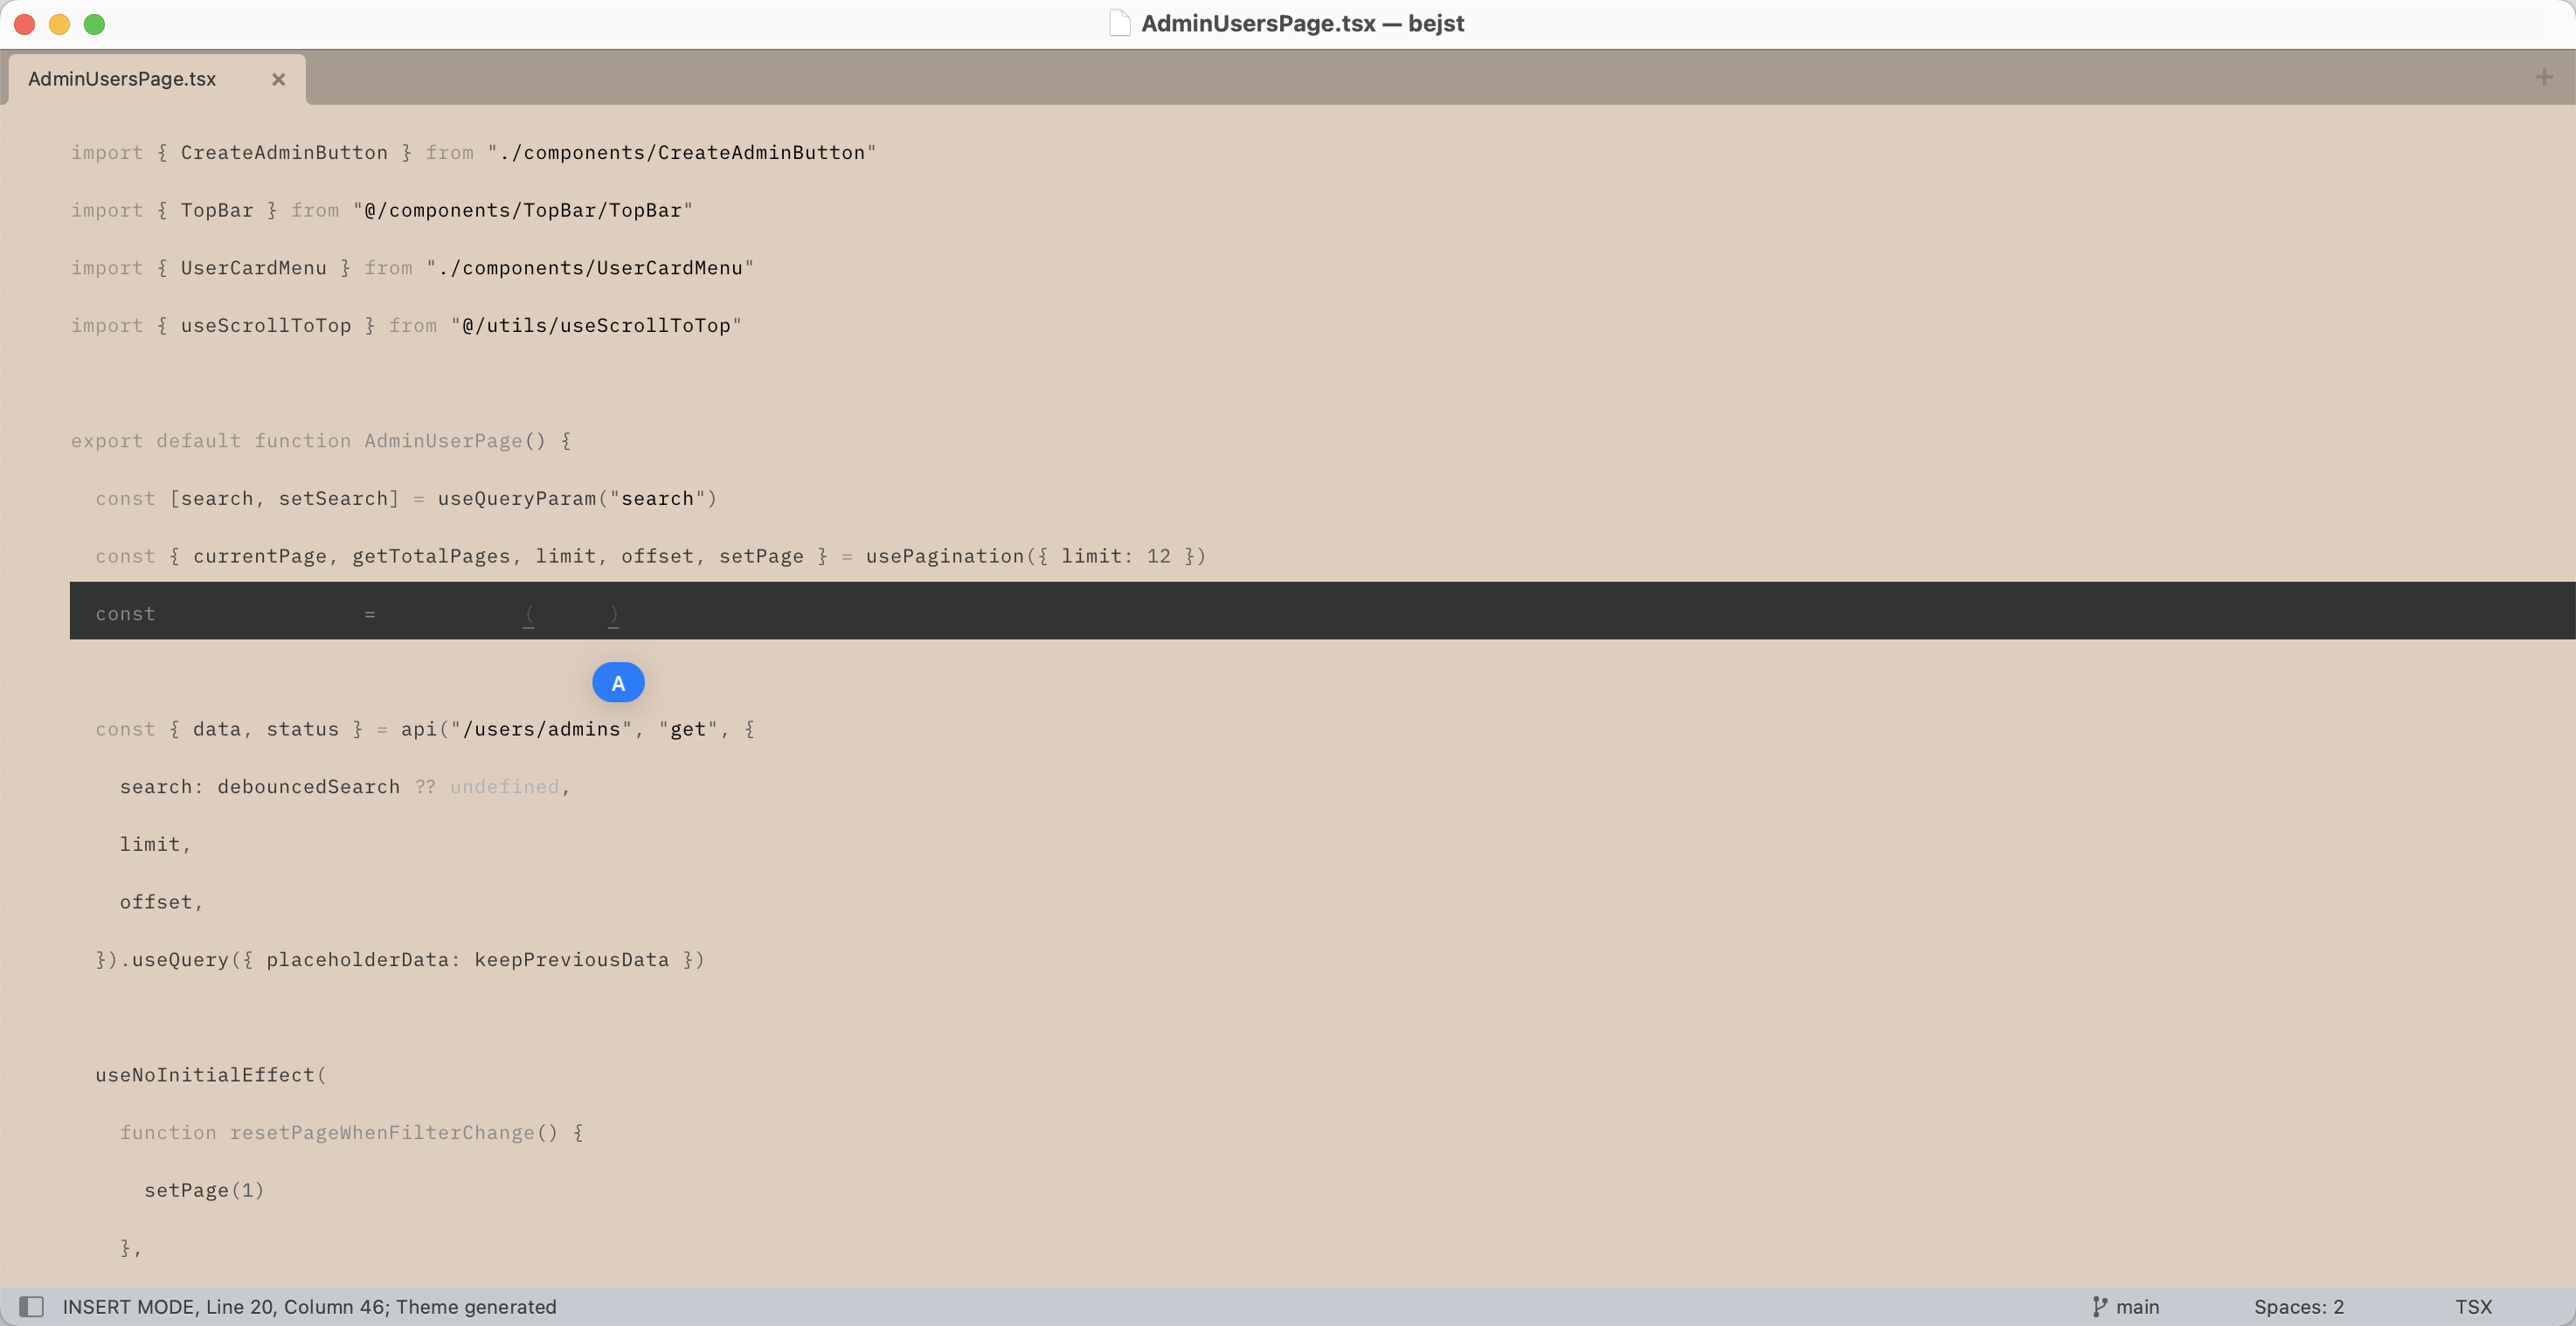 AdminUsersPage.tsx — bejst
AdminUsersPage.tsx
import { CreateAdminButton } from "./components/CreateAdminButton"
import { TopBar } from "@/components/TopBar/TopBar"
import { UserCardMenu } from "./components/UserCardMenu"
import { useScrollToTop } from "@/utils/useScrollToTop"
export default function AdminUserPage() {
const [search, setSearch] = useQueryParam("search")
const { currentPage, getTotalPages, limit, offset, setPage } = usePagination({ limit: 12 })
const = ( )
A
const { data, status } = api("/users/admins", "get", {
search: debouncedSearch ?? undefined,
limit,
offset,
}).useQuery({ placeholderData: keepPreviousData })
useNoInitialEffect(
function resetPageWhenFilterChange() {
setPage(1)
},
INSERT MODE, Line 20, Column 46; Theme generated
main
Spaces: 2
TSX